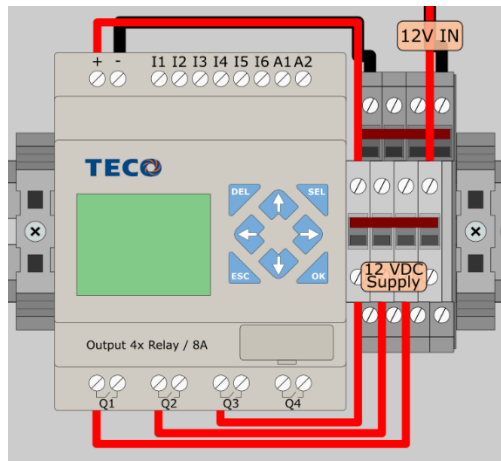 12V IN
+ - I1 I2 I3 I4 I5 I6 A1 A2
TECO
DEL SEL
ESC OK
12 VDC
Supply
Output 4x Relay / 8A
Q1 Q2 Q3 Q4